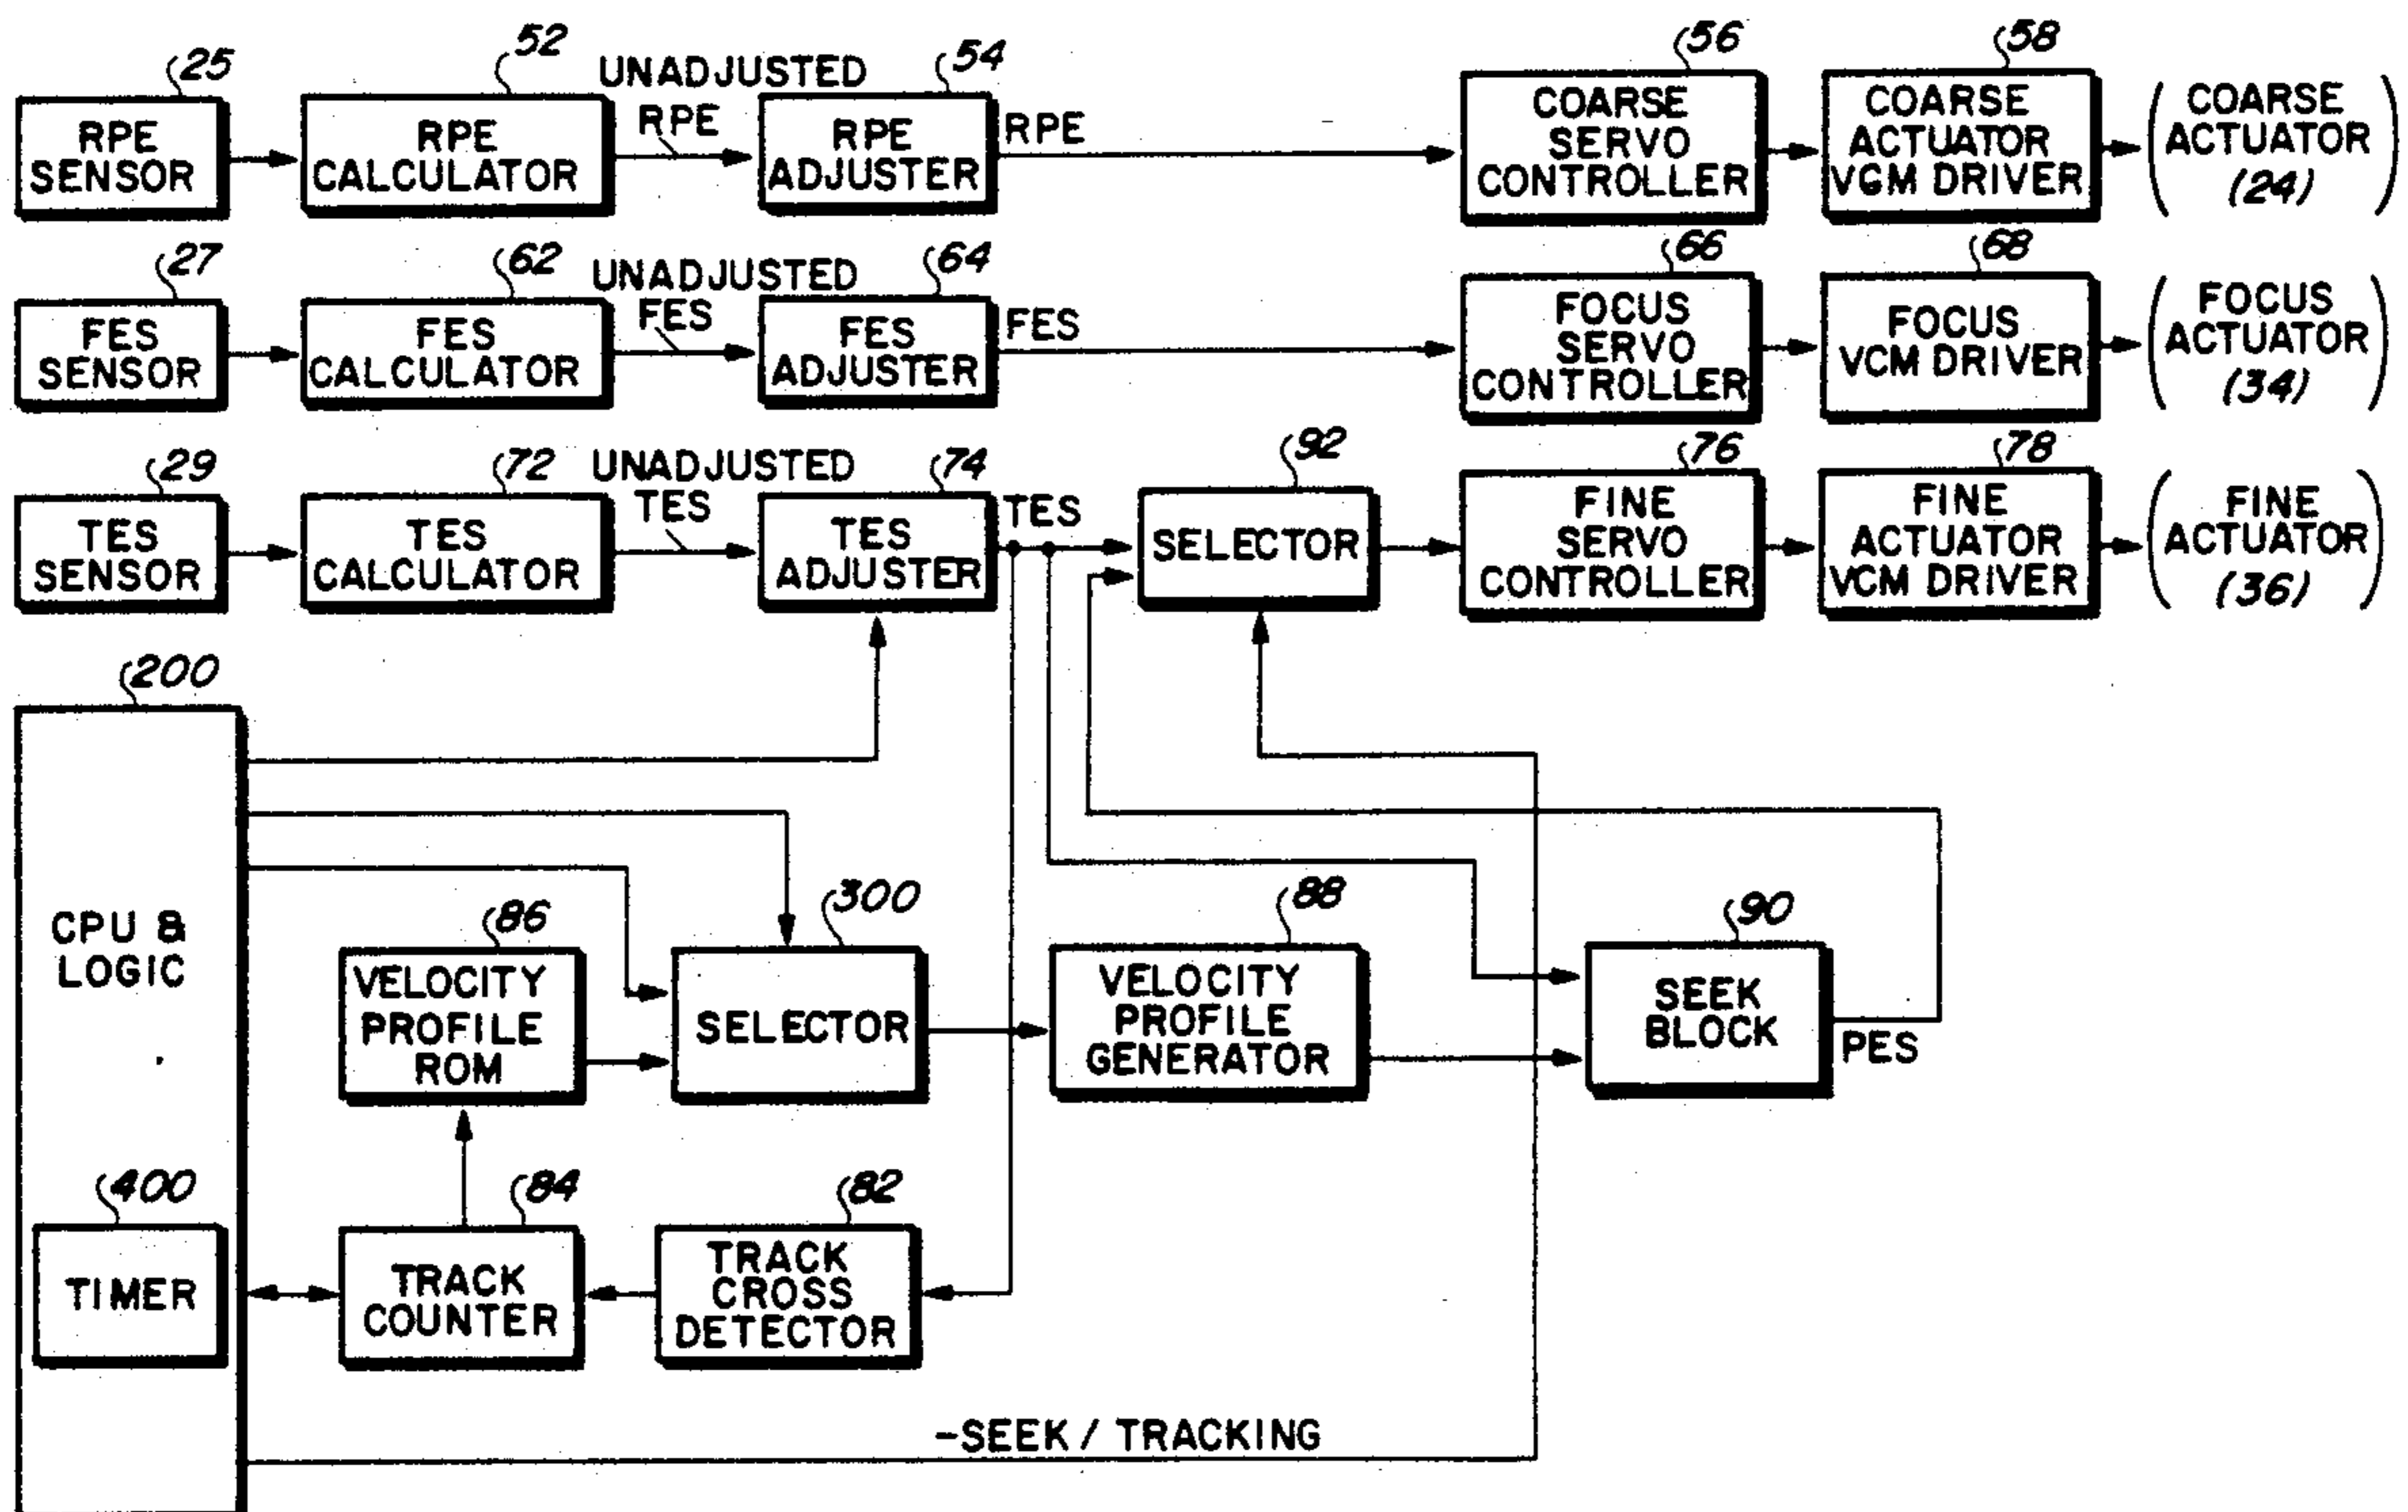 25
52
UNADJUSTED
RPE
54
56
58
RPE
SENSOR
RPE
CALCULATOR
RPE
ADJUSTER
RPE
COARSE
SERVO
CONTROLLER
COARSE
ACTUATOR
VCM DRIVER
COARSE
ACTUATOR
(24)
27
62
UNADJUSTED
FES
64
66
68
FES
SENSOR
FES
CALCULATOR
FES
ADJUSTER
FES
FOCUS
SERVO
CONTROLLER
FOCUS
VCM DRIVER
FOCUS
ACTUATOR
(34)
29
72
UNADJUSTED
TES
74
92
76
78
TES
SENSOR
TES
CALCULATOR
TES
ADJUSTER
TES
SELECTOR
FINE
SERVO
CONTROLLER
FINE
ACTUATOR
VCM DRIVER
FINE
ACTUATOR
(36)
200
CPU &
LOGIC
86
300
88
90
VELOCITY
PROFILE
ROM
SELECTOR
VELOCITY
PROFILE
GENERATOR
SEEK
BLOCK
PES
400
84
82
TIMER
TRACK
COUNTER
TRACK
CROSS
DETECTOR
-SEEK / TRACKING